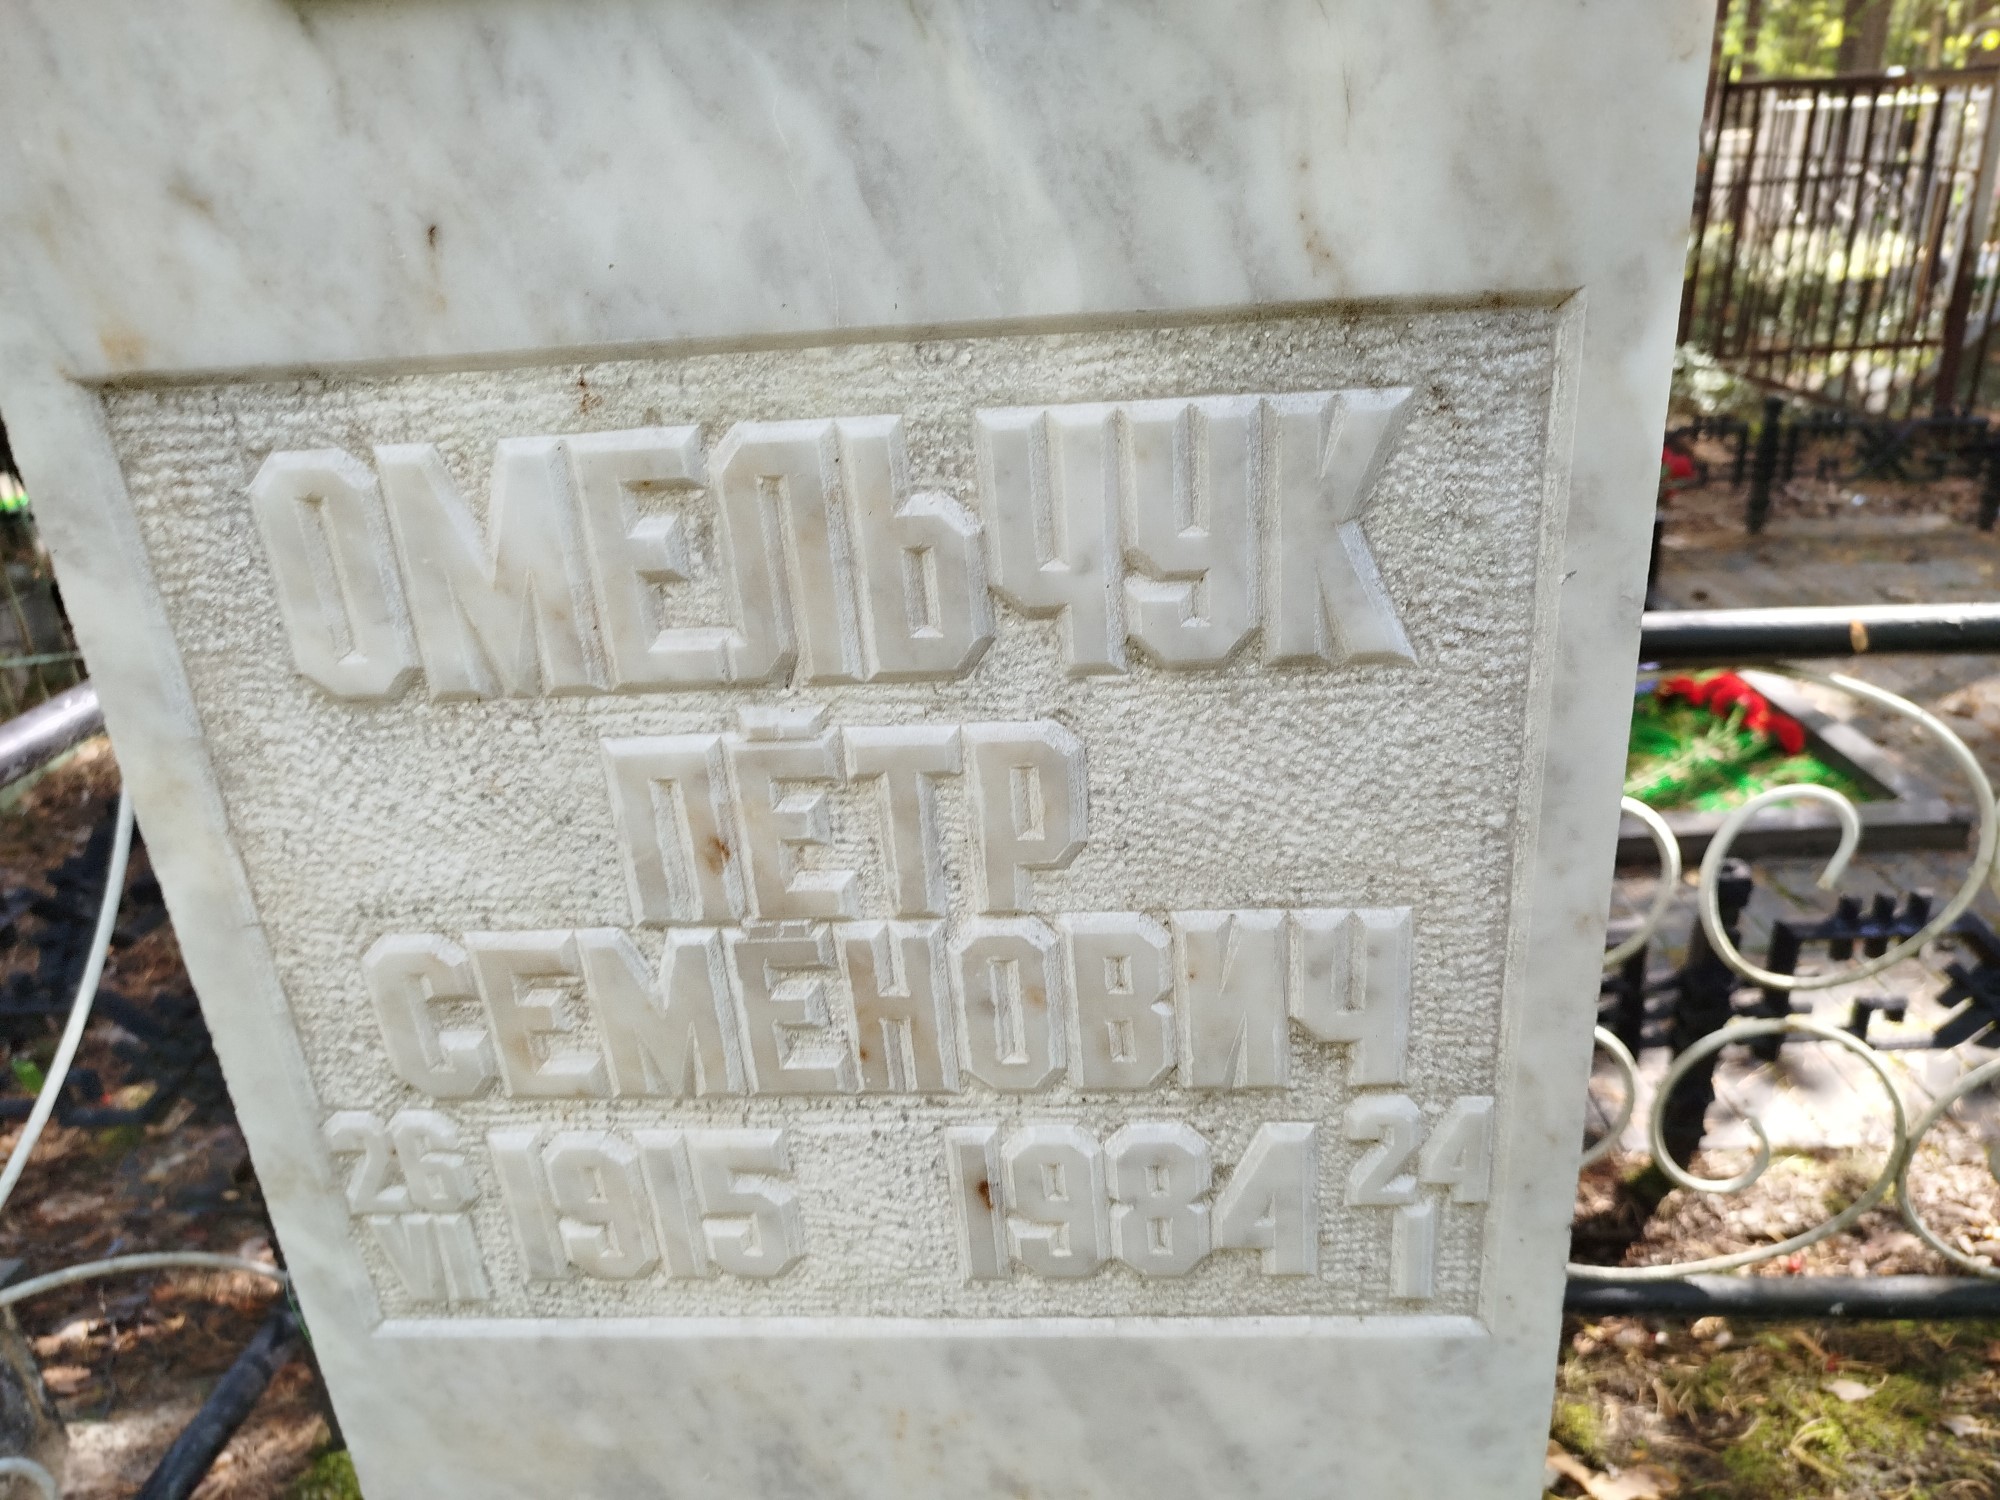 ОМЕЛЬЧУК
ПЁТР
СЕМЁНОВИЧ
26 VI 1915 1984 24 I